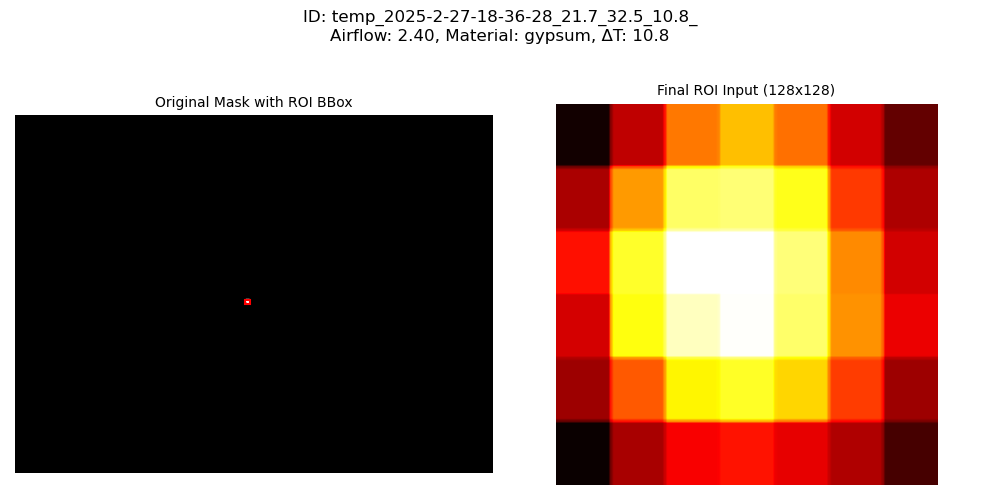 ID: temp_2025-2-27-18-36-28_21.7_32.5_10.8_
Airflow: 2.40, Material: gypsum, ΔT: 10.8
Original Mask with ROI BBox
Final ROI Input (128x128)